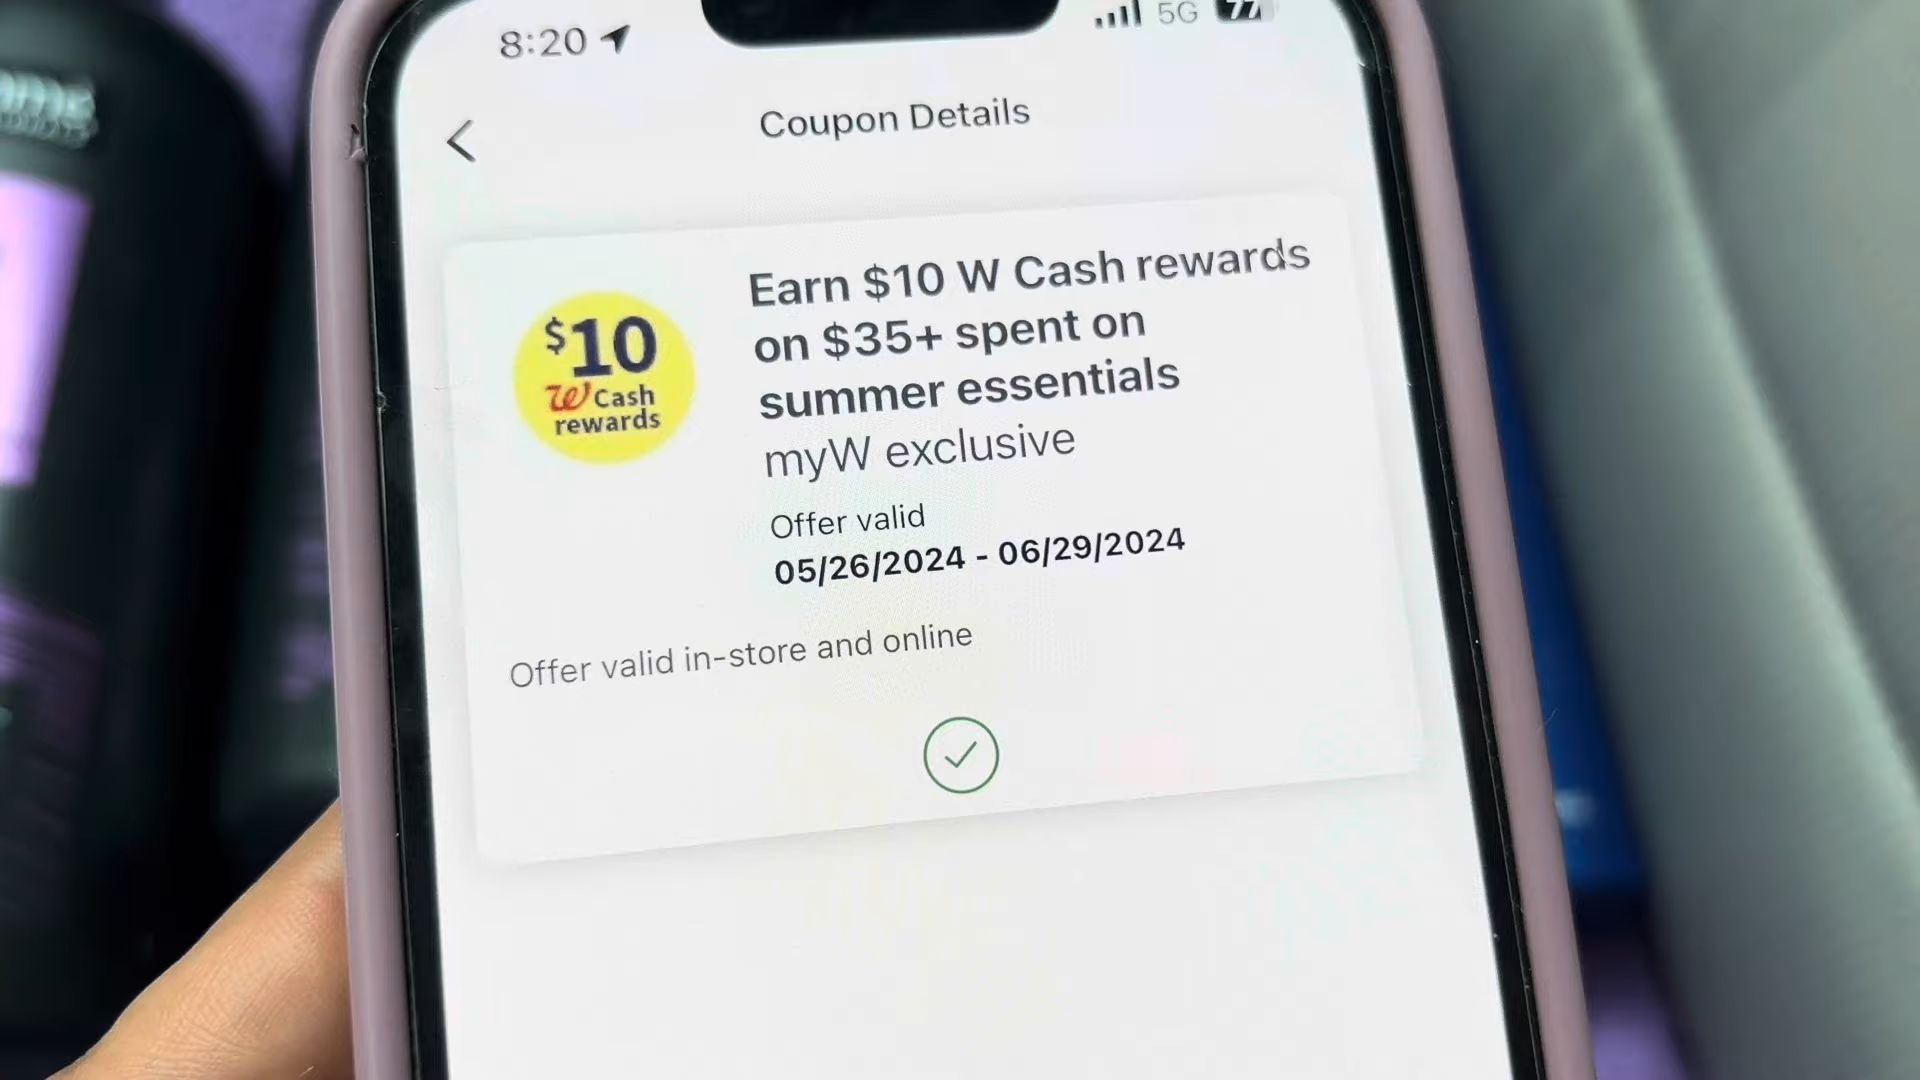 8:20
5G
77
Coupon Details
$10
W Cash
rewards
Earn $10 W Cash rewards
on $35+ spent on
summer essentials
myW exclusive
Offer valid
05/26/2024 - 06/29/2024
Offer valid in-store and online